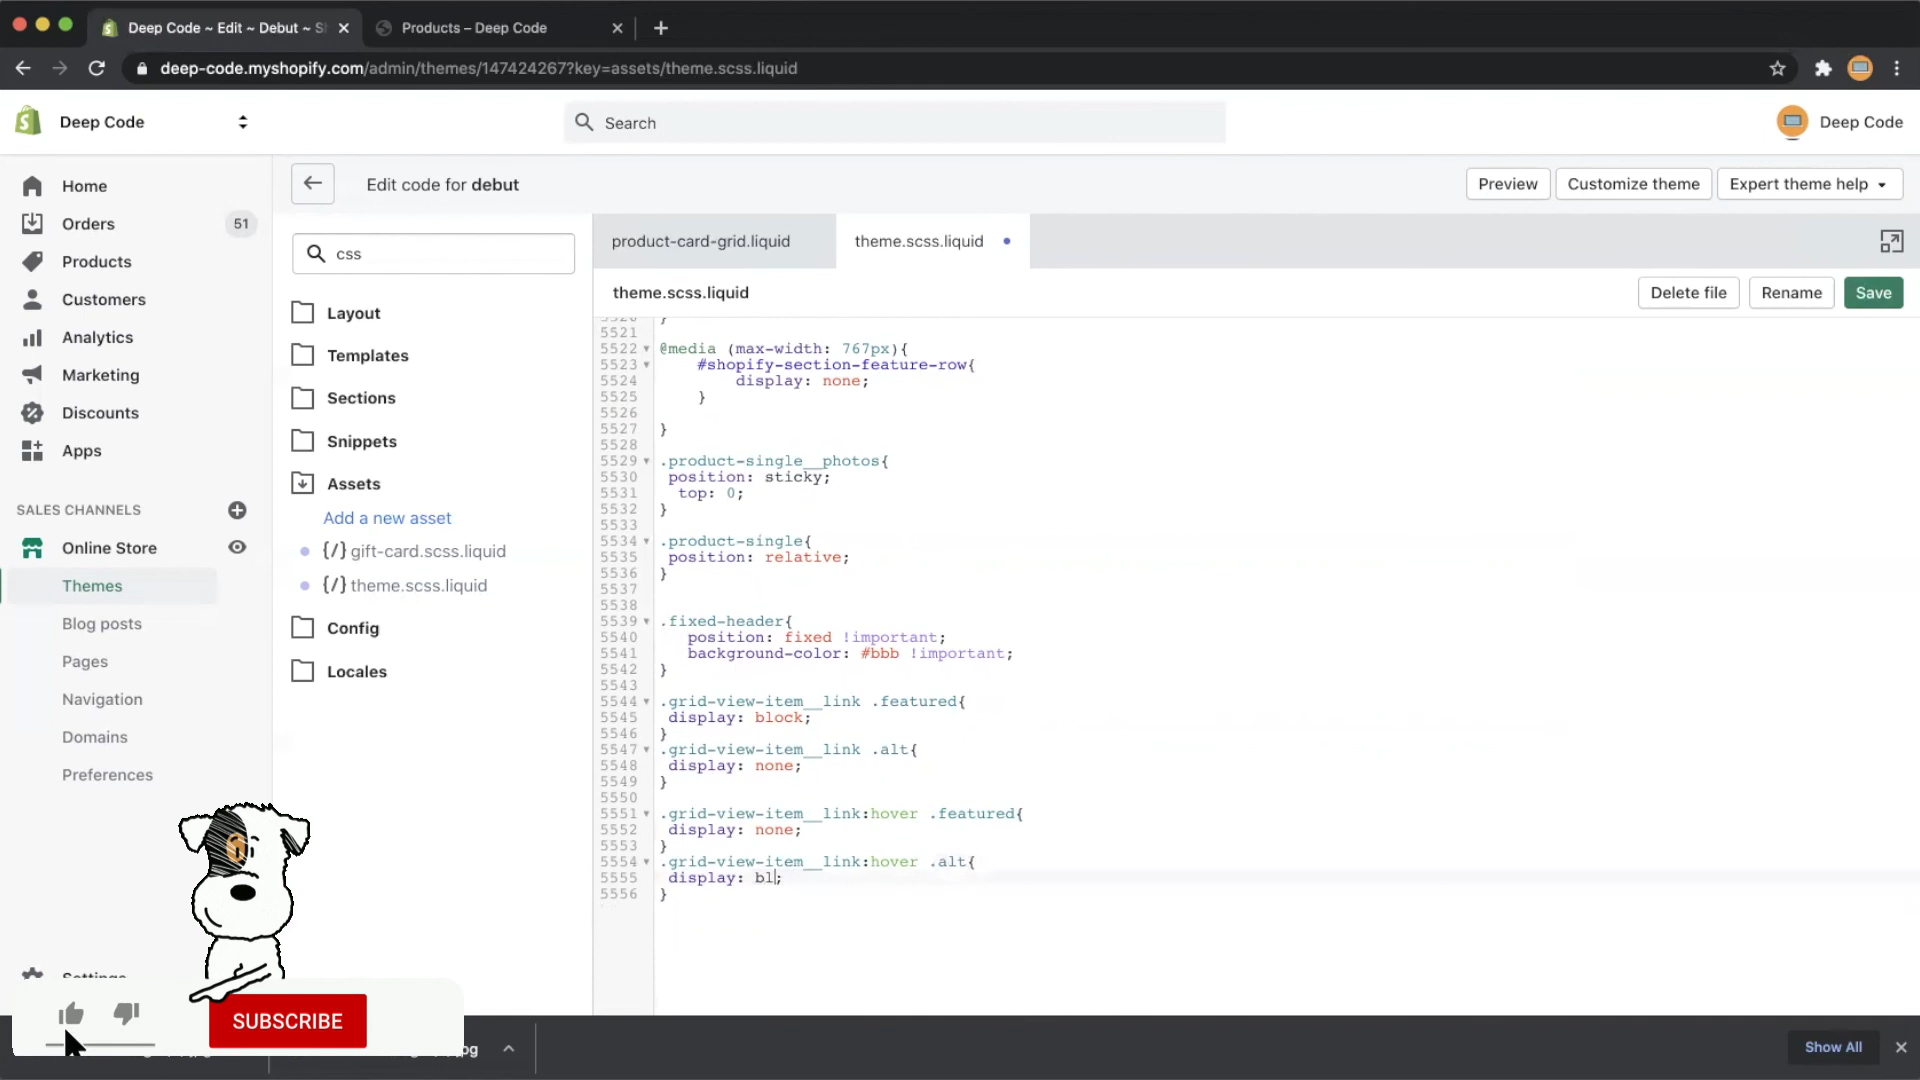 Deep Code ~ Edit ~ Debut ~ S
Products – Deep Code
deep-code.myshopify.com/admin/themes/147424267?key=assets/theme.scss.liquid
Deep Code
Search
Deep Code
Home
Orders
51
Products
Customers
Analytics
Marketing
Discounts
Apps
SALES CHANNELS
Online Store
Themes
Blog posts
Pages
Navigation
Domains
Preferences
Settings
Edit code for debut
Preview
Customize theme
Expert theme help
css
Layout
Templates
Sections
Snippets
Assets
Add a new asset
{/} gift-card.scss.liquid
{/} theme.scss.liquid
Config
Locales
product-card-grid.liquid
theme.scss.liquid
theme.scss.liquid
Delete file
Rename
Save
5520 }
5521
5522 @media (max-width: 767px){
5523 #shopify-section-feature-row{
5524 display: none;
5525 }
5526
5527 }
5528
5529 .product-single__photos{
5530 position: sticky;
5531 top: 0;
5532 }
5533
5534 .product-single{
5535 position: relative;
5536 }
5537
5538
5539 .fixed-header{
5540 position: fixed !important;
5541 background-color: #bbb !important;
5542 }
5543
5544 .grid-view-item__link .featured{
5545 display: block;
5546 }
5547 .grid-view-item__link .alt{
5548 display: none;
5549 }
5550
5551 .grid-view-item__link:hover .featured{
5552 display: none;
5553 }
5554 .grid-view-item__link:hover .alt{
5555 display: bl;
5556 }
SUBSCRIBE
Show All